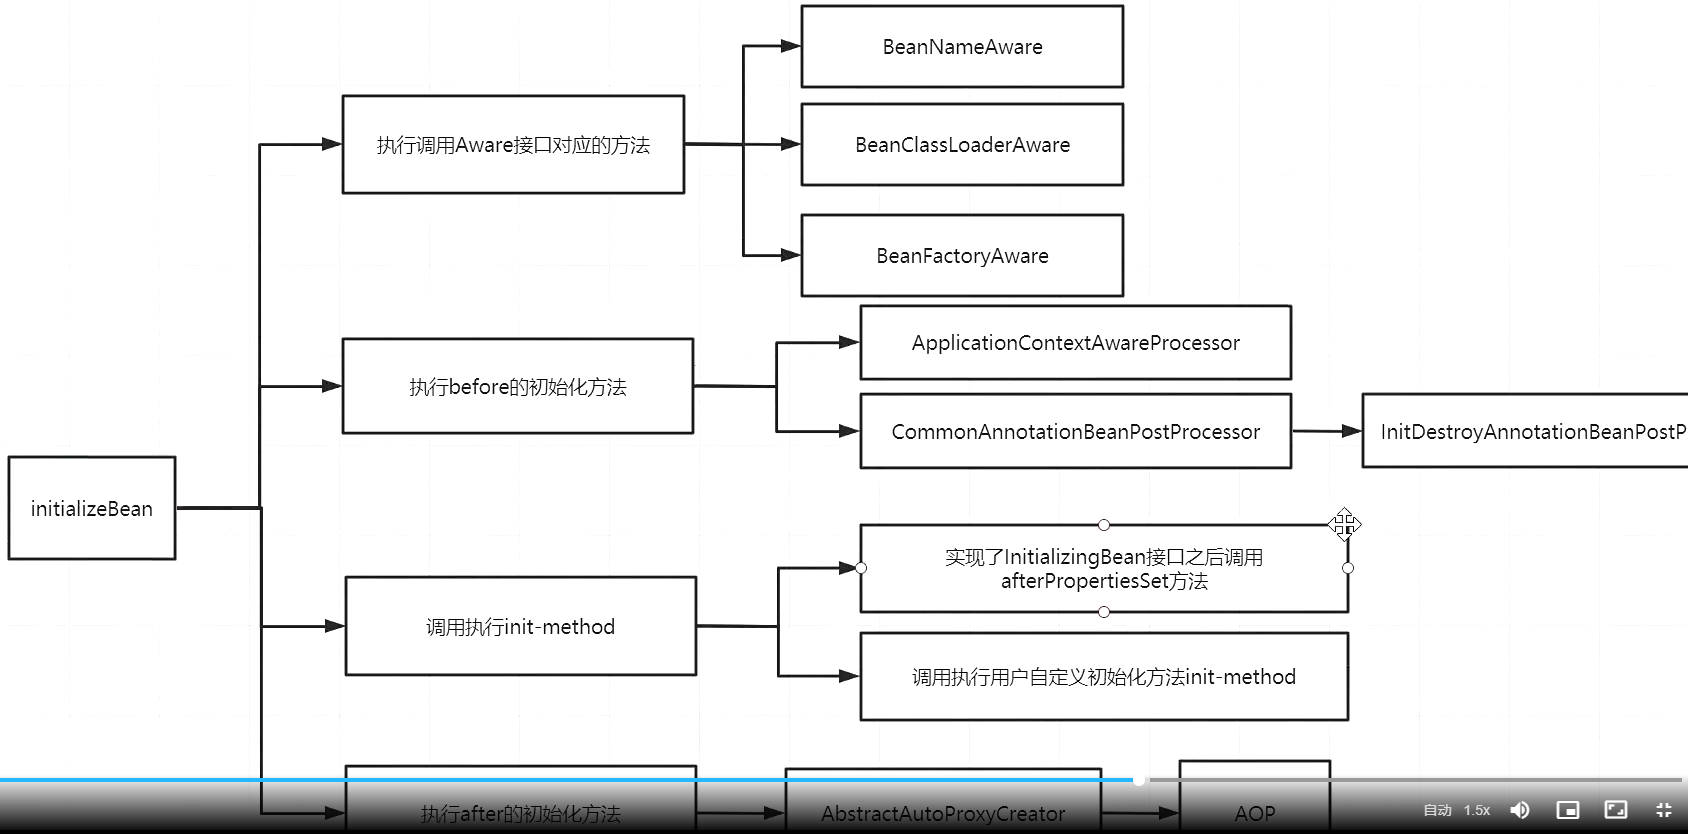 BeanNameAware
执行调用Aware接口对应的方法
BeanClassLoaderAware
BeanFactoryAware
ApplicationContextAwareProcessor
执行before的初始化方法
CommonAnnotationBeanPostProcessor
InitDestroyAnnotationBeanPostP
initializeBean
实现了InitializingBean接口之后调用
afterPropertiesSet方法
调用执行init-method
调用执行用户自定义初始化方法init-method
执行after的初始化方法
AbstractAutoProxyCreator
AOP
自动 1.5x